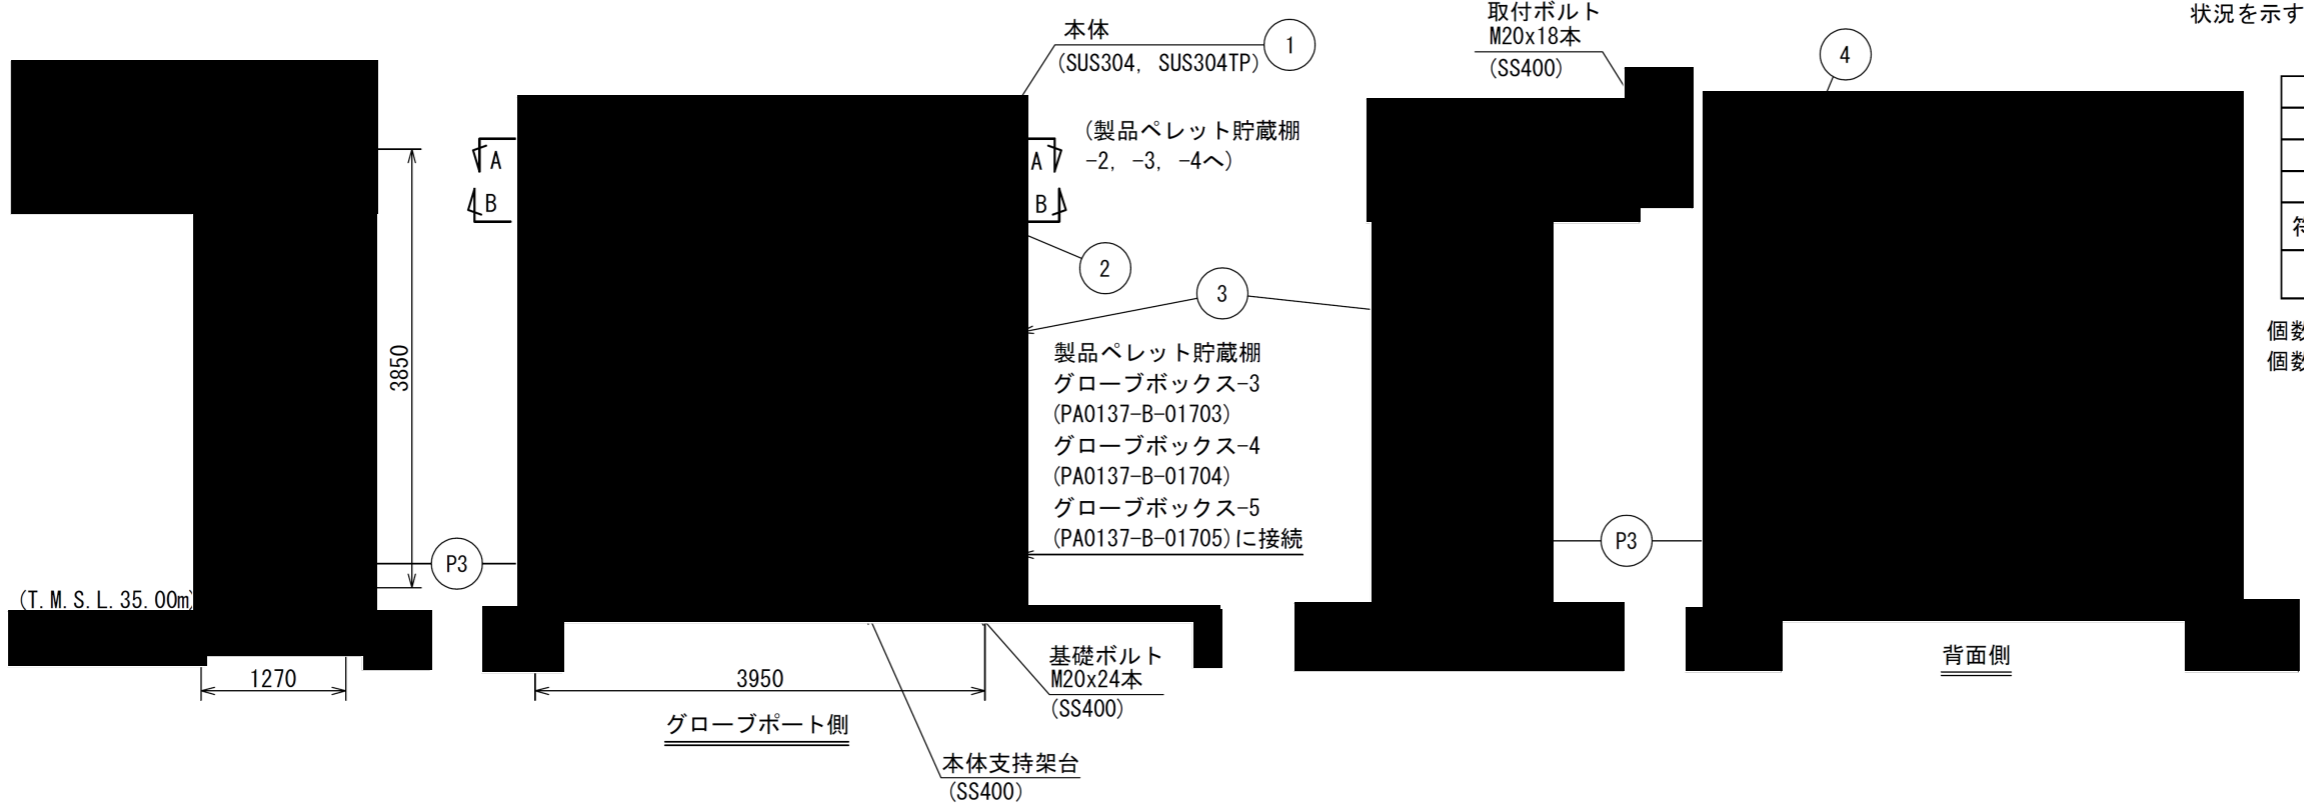 取付ボルト
M20x18本
(SS400)
状況を示す
本体
(SUS304, SUS304TP)
1
4
(製品ペレット貯蔵棚
-2, -3, -4へ)
A
A
B
B
2
3
3850
製品ペレット貯蔵棚
グローブボックス-3
(PA0137-B-01703)
グローブボックス-4
(PA0137-B-01704)
グローブボックス-5
(PA0137-B-01705)に接続
個数
個数
P3
P3
(T.M.S.L.35.00m)
1270
3950
グローブポート側
基礎ボルト
M20x24本
(SS400)
背面側
本体支持架台
(SS400)